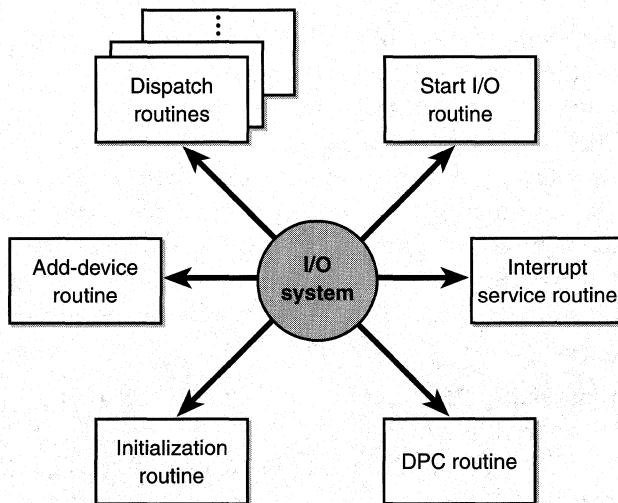 Dispatch
routines
Start I/O
routine
Add-device
routine
I/O
system
Interrupt
service routine
Initialization
routine
DPC routine